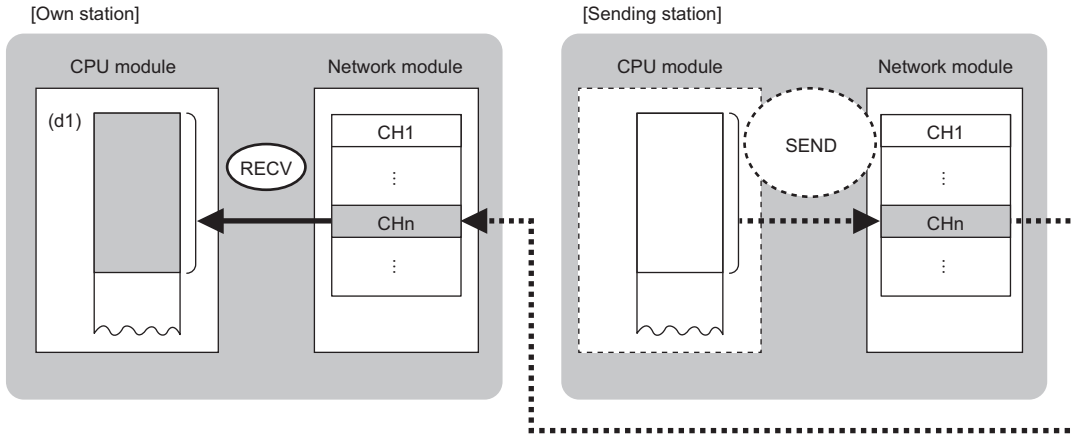 [Own station]
CPU module
Network module
(d1)
CH1
RECV
⋮
CHn
⋮
[Sending station]
CPU module
Network module
SEND
CH1
⋮
CHn
⋮